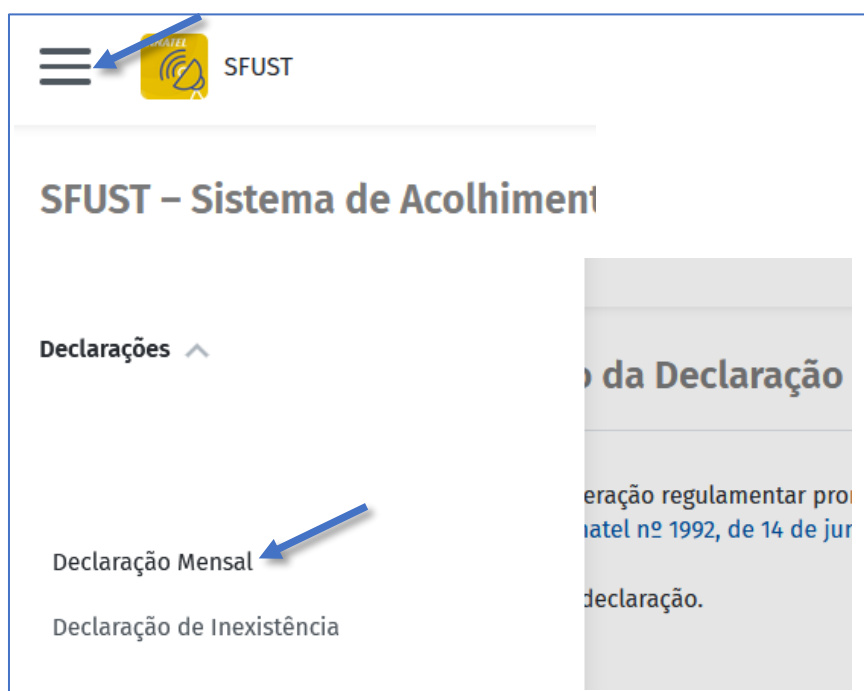 ANATEL
SFUST
SFUST – Sistema de Acolhiment
Declarações
da Declaração
eração regulamentar pro
natel nº 1992, de 14 de
Declaração Mensal
declaração.
Declaração de Inexistência